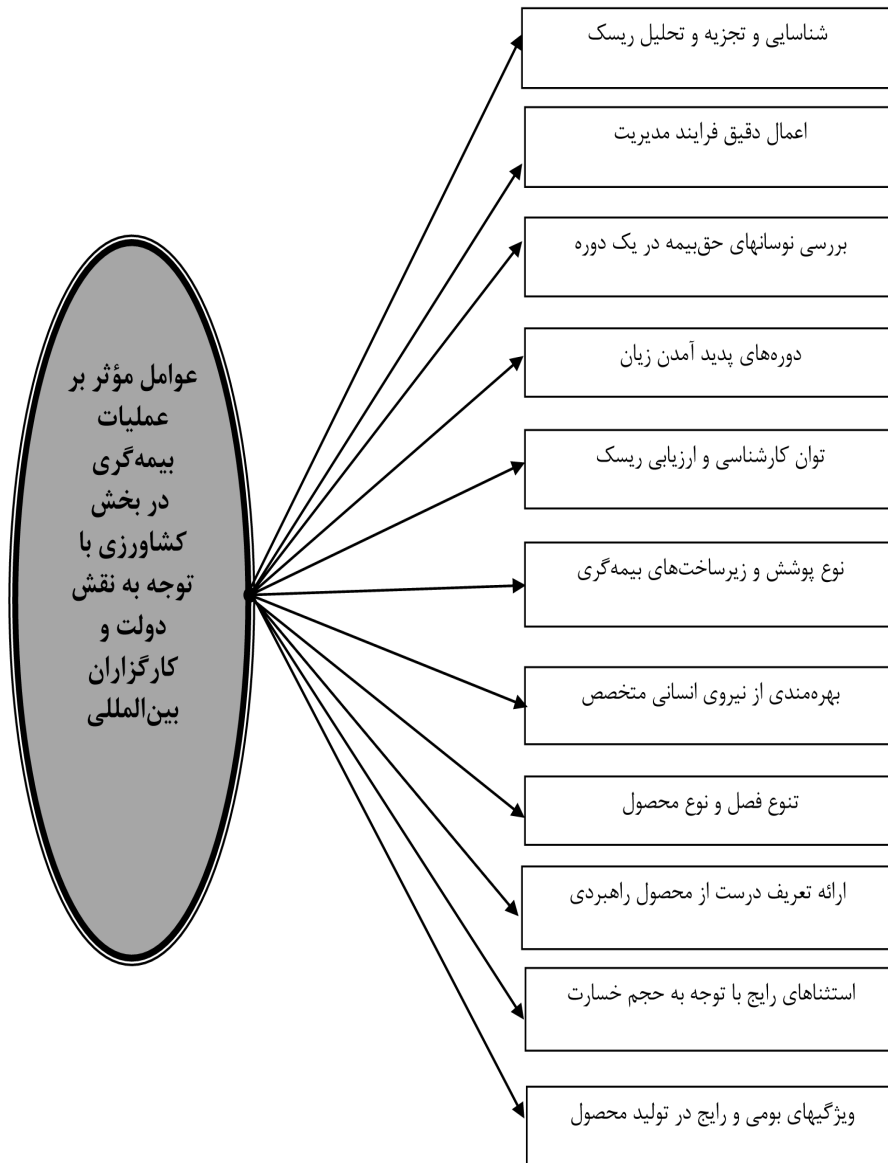 شناسایی و تجزیه و تحلیل ریسک
اعمال دقیق فرایند مدیریت
بررسی نوسانهای حق‌بیمه در یک دوره
دوره‌های پدید آمدن زیان
توان کارشناسی و ارزیابی ریسک
نوع پوشش و زیرساخت‌های بیمه‌گری
بهره‌مندی از نیروی انسانی متخصص
تنوع فصل و نوع محصول
ارائه تعریف درست از محصول راهبردی
استثناهای رایج با توجه به حجم خسارت
ویژگیهای بومی و رایج در تولید محصول
عوامل مؤثر بر
عملیات
بیمه‌گری
در بخش
کشاورزی با
توجه به نقش
دولت و
کارگزاران
بین‌المللی